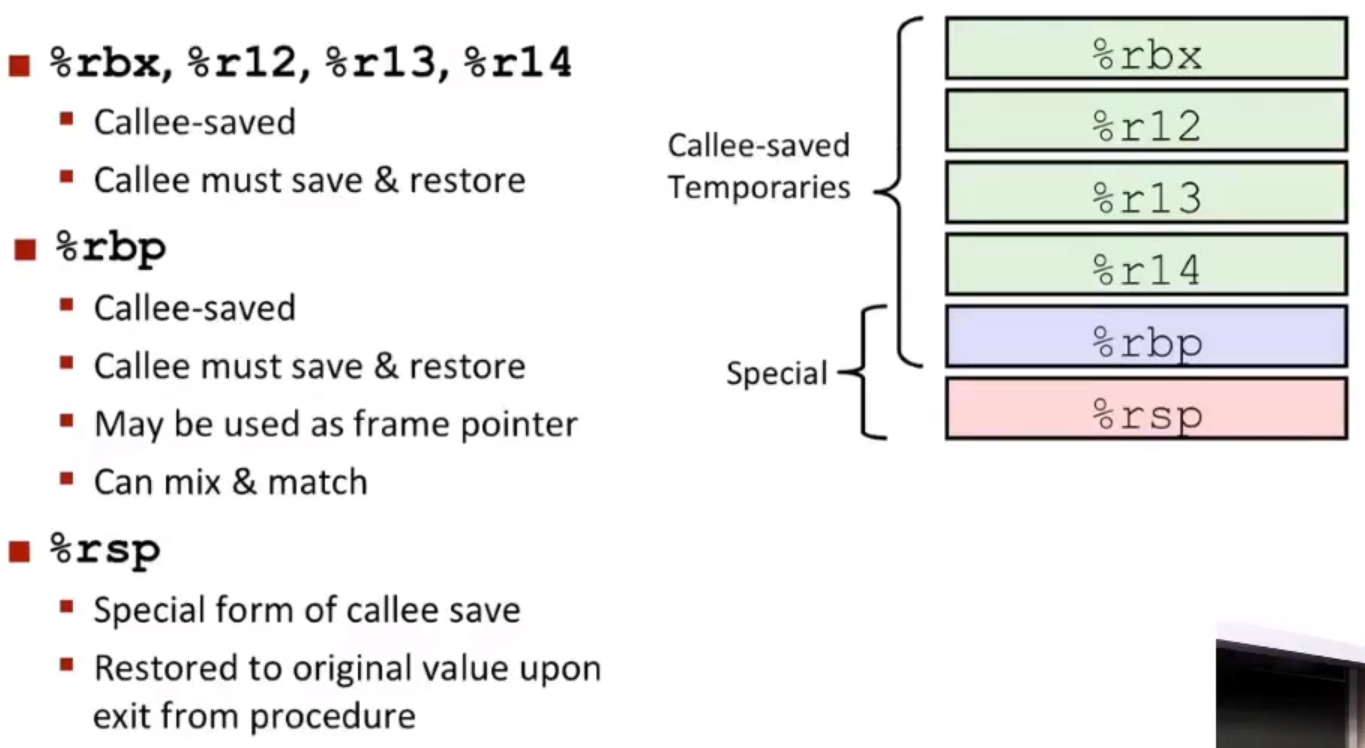 %rbx, %r12, %r13, %r14
Callee-saved
Callee must save & restore
%rbp
Callee-saved
Callee must save & restore
May be used as frame pointer
Can mix & match
%rsp
Special form of callee save
Restored to original value upon
exit from procedure
Callee-saved
Temporaries
Special
%rbx
%r12
%r13
%r14
%rbp
%rsp